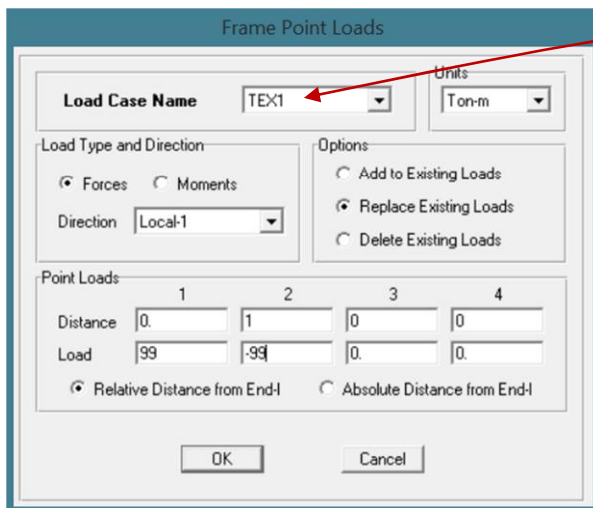 Frame Point Loads
Units
Load Case Name TEX1 Ton-m
Load Type and Direction Options
Forces Moments Add to Existing Loads
Direction Local-1 Replace Existing Loads
Delete Existing Loads
Point Loads
1 2 3 4
Distance 0. 1 0 0
Load 99 -99 0. 0.
Relative Distance from End-I Absolute Distance from End-I
OK Cancel